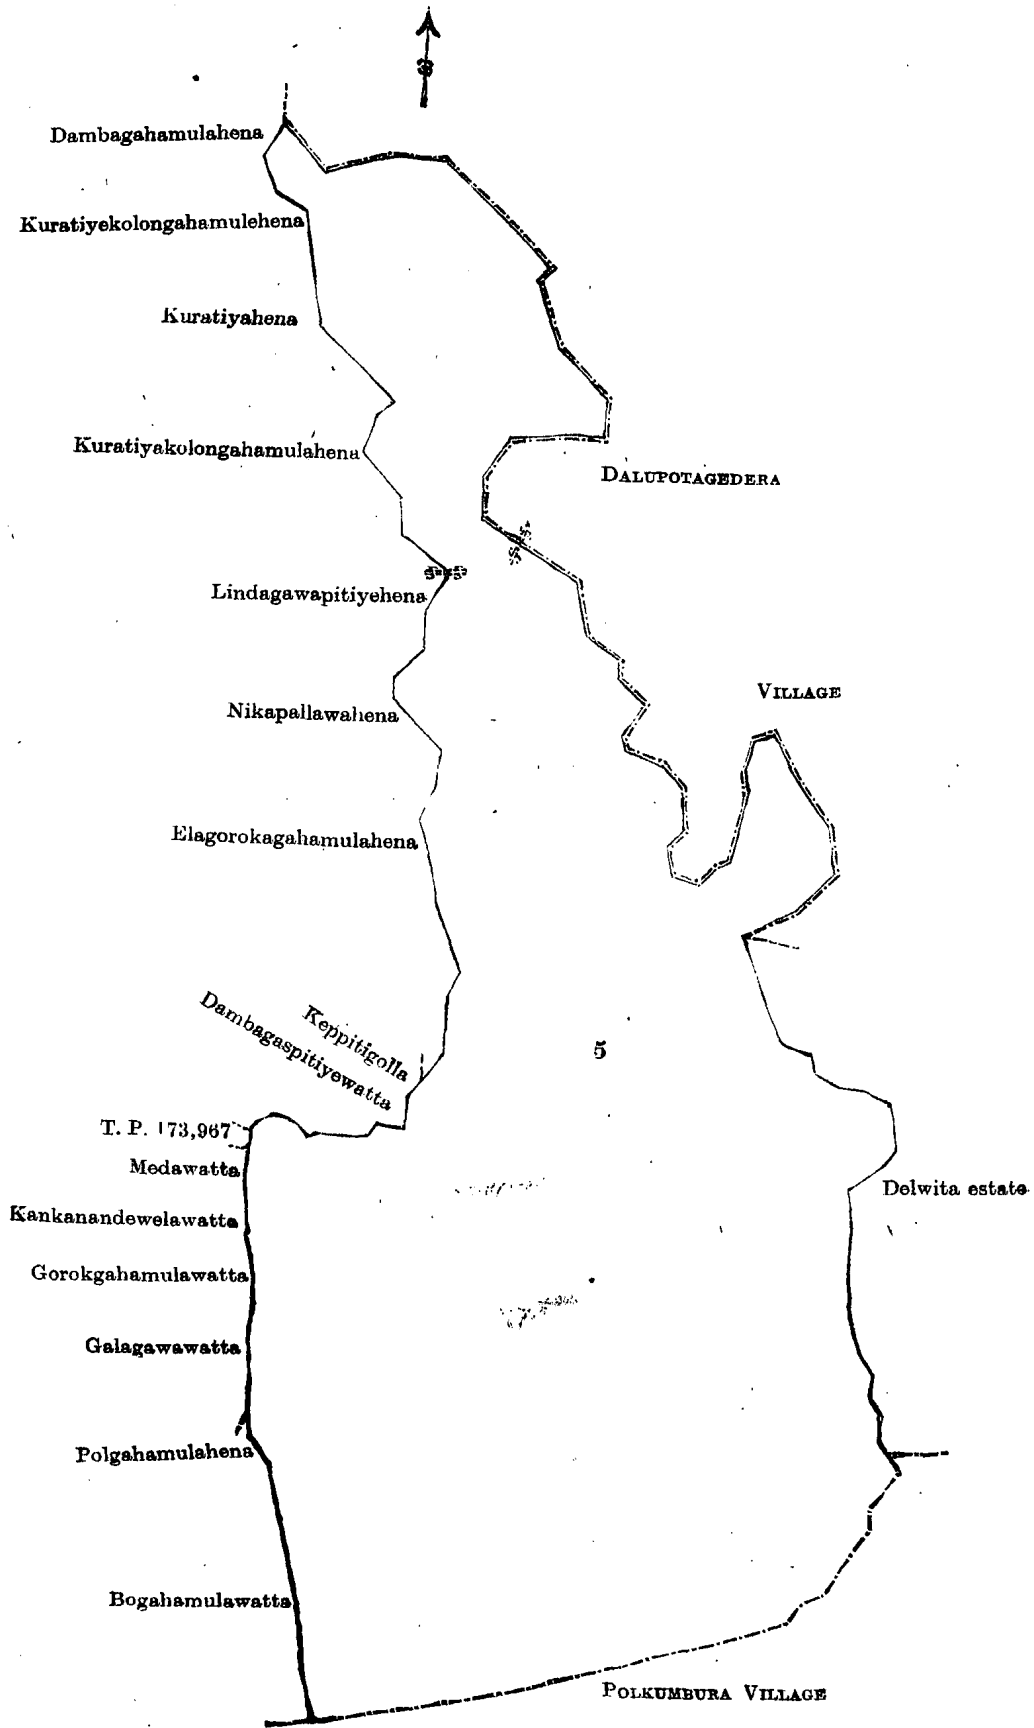 Dambagahamulahena
Kuratiyekolongahamulehena
Kuratiyahena
Kuratiyakolongahamulahena
DALUPOTAGEDERA
Lindagawapitiyehena
VILLAGE
Nikapallawahena
Elagorokagahamulahena
Keppitigolla
Dambagaspitiyewatta
5
T. P. 173,967
Medawatta
Delwita estate
Kankanandewelawatta
Gorokgahamulawatta
Galagawawatta
Polgahamulahena
Bogahamulawatta
POLKUMBURA VILLAGE